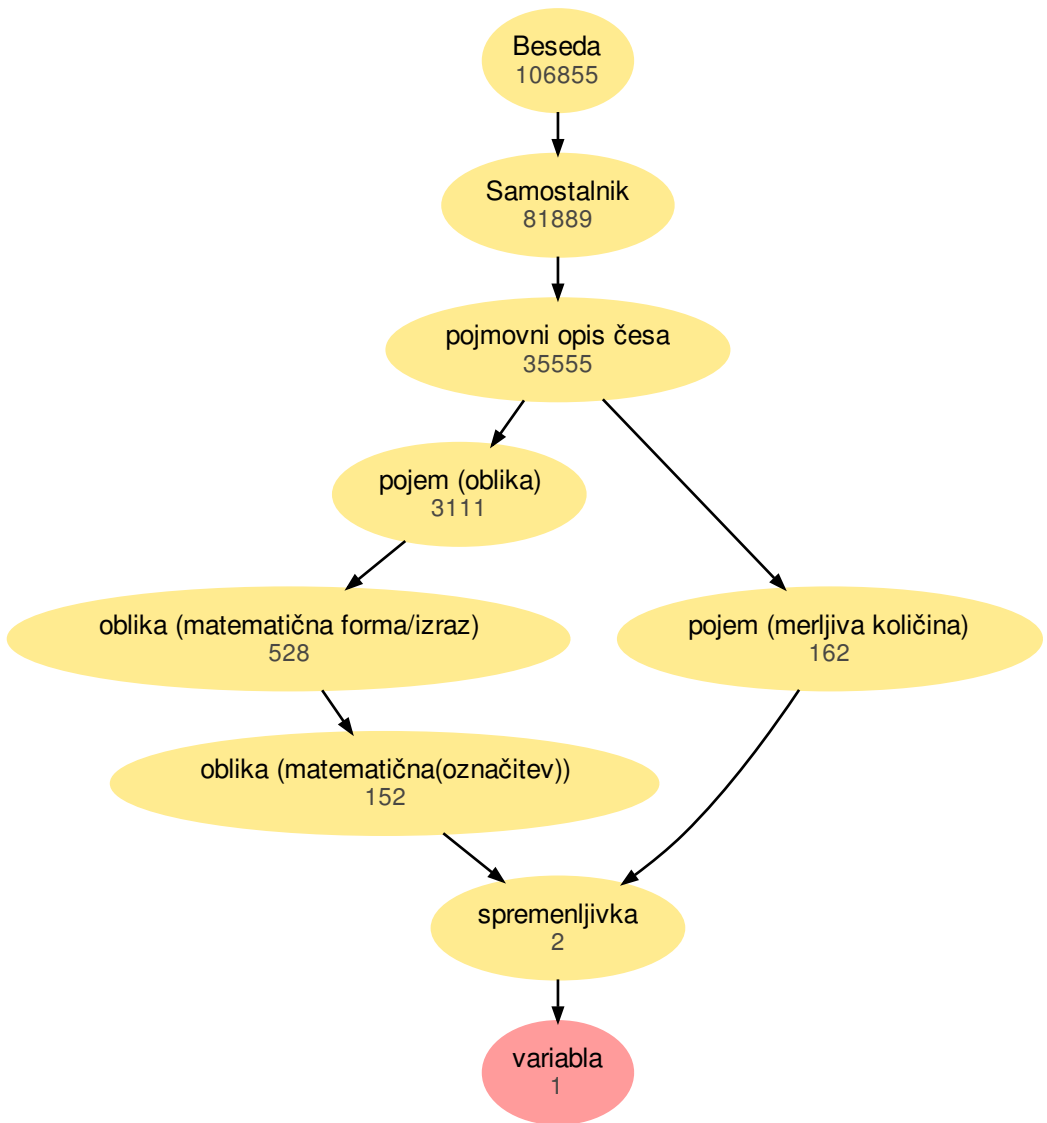 Beseda
106855
Samostalnik
81889
pojmovni opis česa
35555
pojem (oblika)
3111
oblika (matematična forma/izraz)
528
pojem (merljiva količina)
162
oblika (matematična(označitev))
152
spremenljivka
2
variabla
1